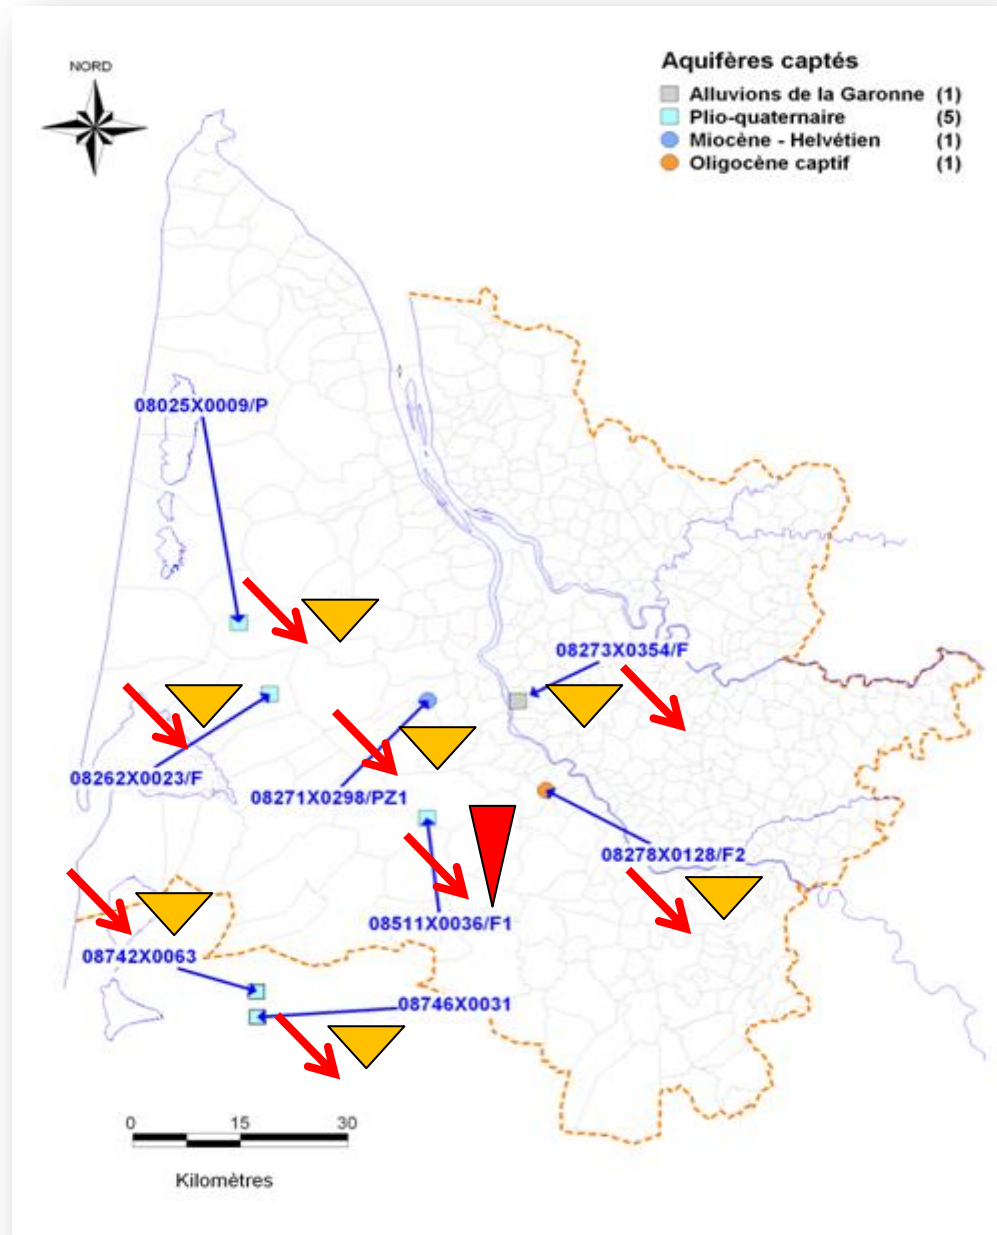 NORD
Aquifères captés
Alluvions de la Garonne (1)
Plio-quaternaire (5)
Miocène - Helvétien (1)
Oligocène captif (1)
08025X0009/P
08273X0354/F
08262X0023/F
08271X0298/PZ1
08278X0128/F2
08511X0036/F1
08742X0063
08746X0031
0 15 30
Kilomètres